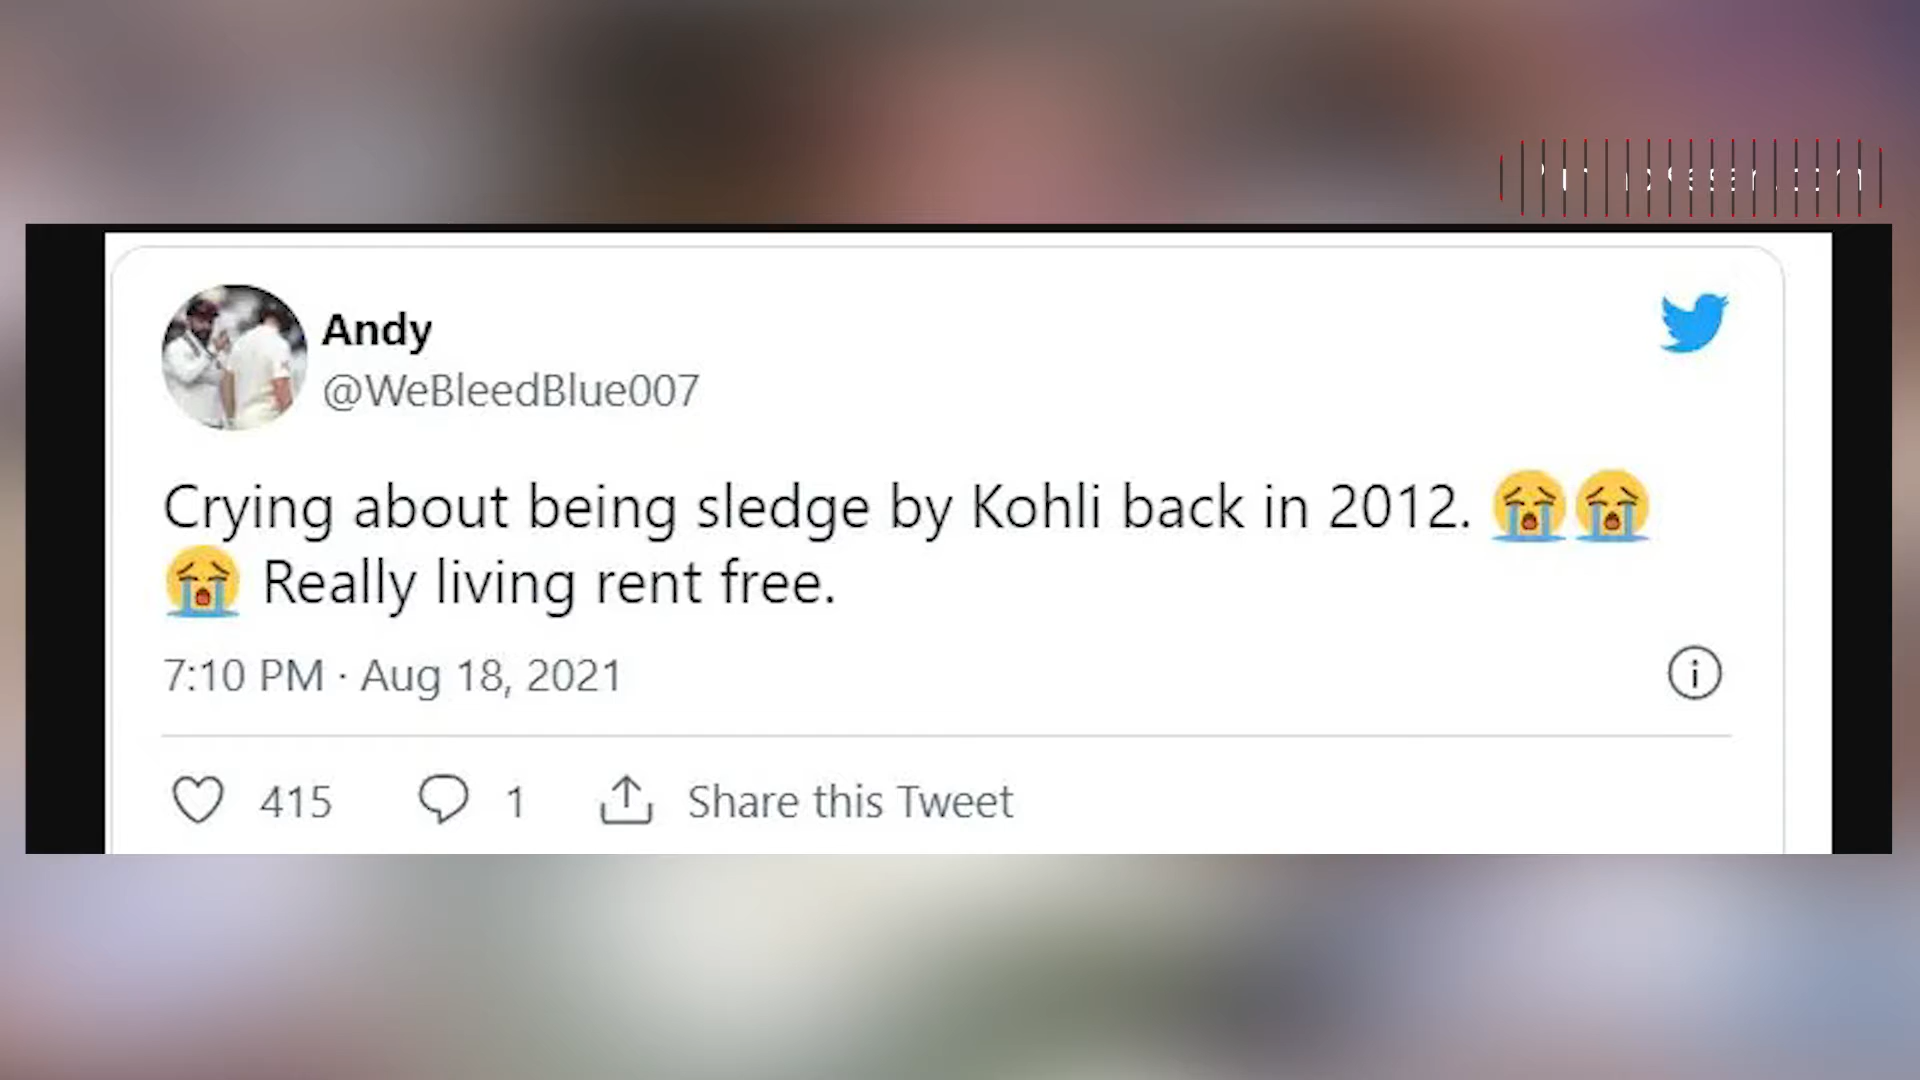 Andy
@WeBleedBlue007
Crying about being sledge by Kohli back in 2012. 😭😭
😭 Really living rent free.
7:10 PM · Aug 18, 2021
415 1 Share this Tweet